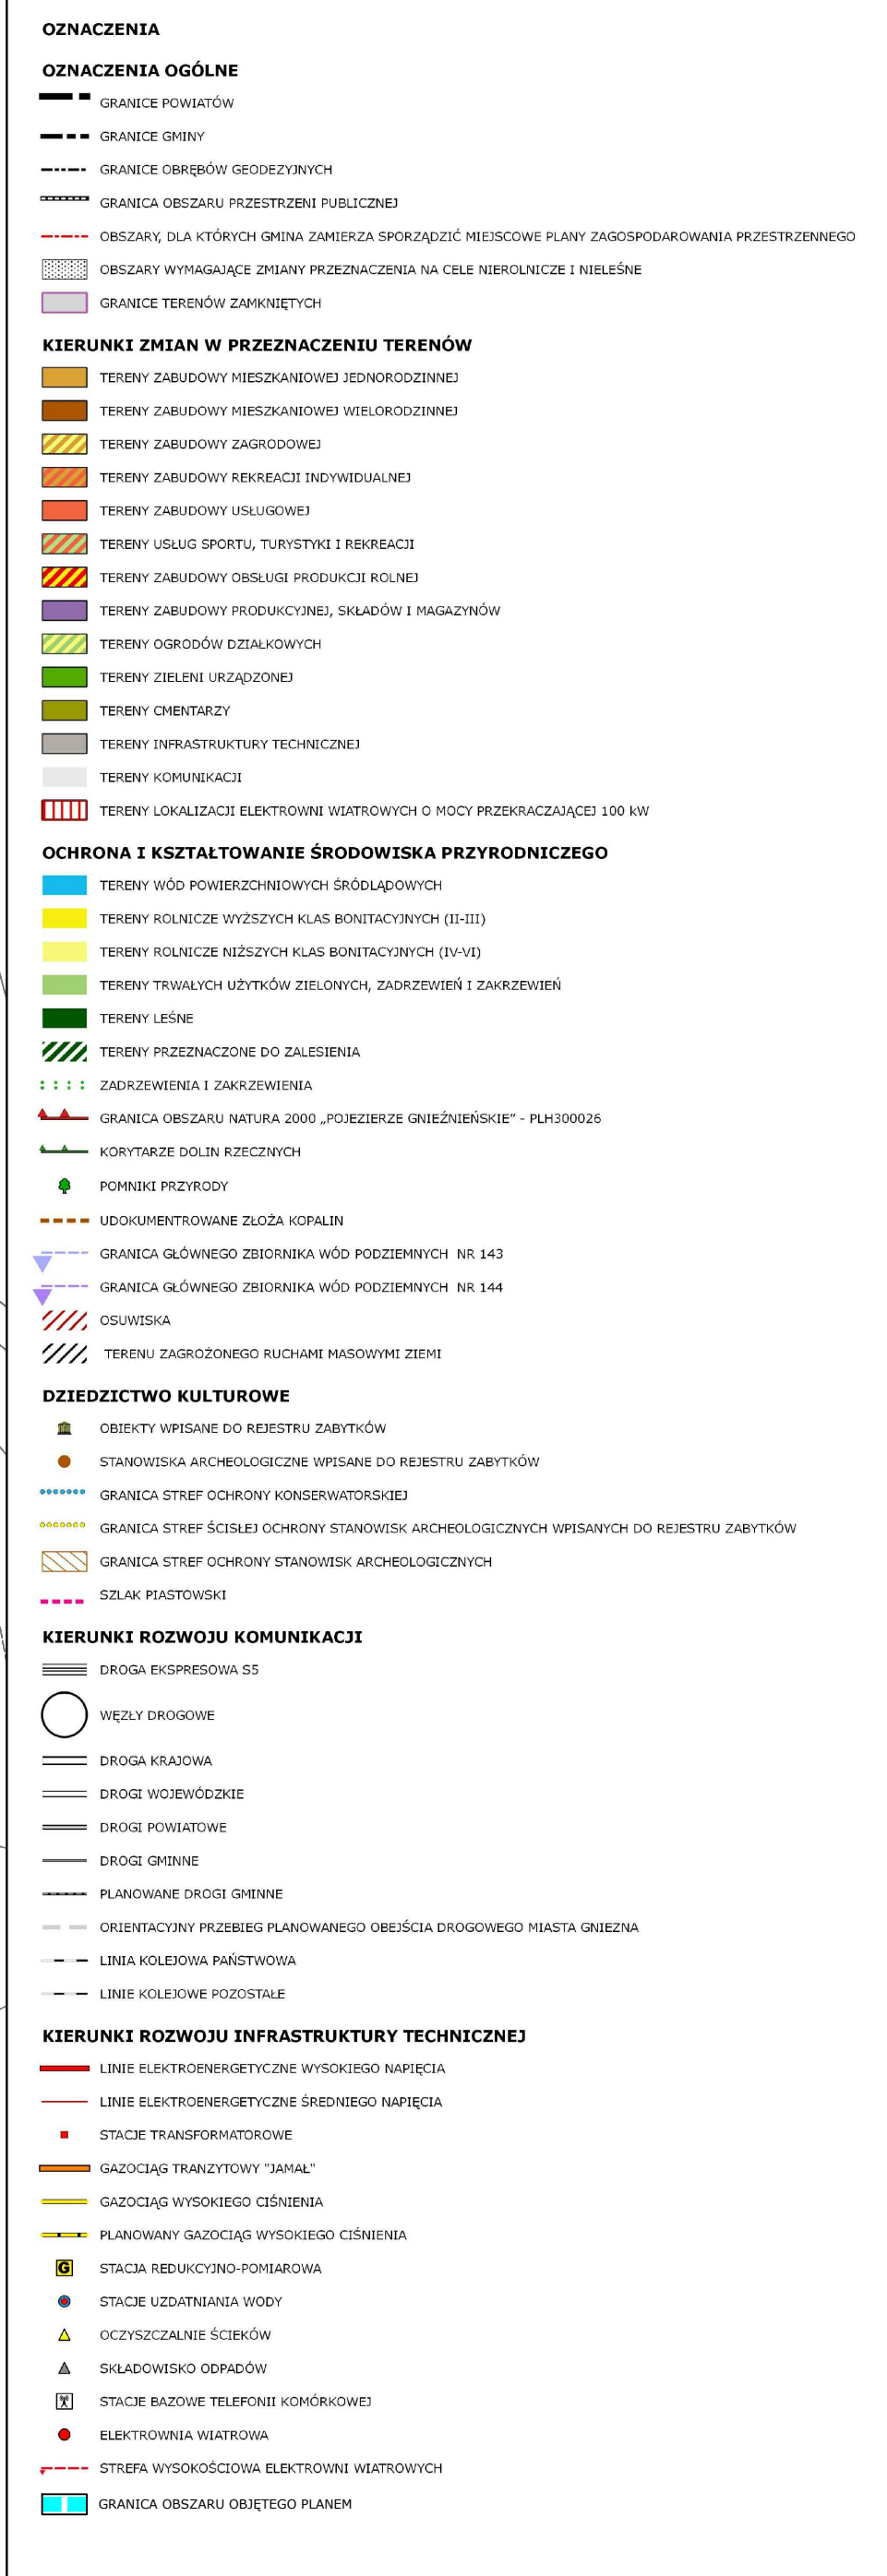 OZNACZENIA
OZNACZENIA OGÓLNE
GRANICE POWIATÓW
GRANICE GMINY
GRANICE OBRĘBÓW GEODEZYJNYCH
GRANICA OBSZARU PRZESTRZENI PUBLICZNEJ
OBSZARY, DLA KTÓRYCH GMINA ZAMIERZA SPORZĄDZIĆ MIEJSCOWE PLANY ZAGOSPODAROWANIA PRZESTRZENNEGO
OBSZARY WYMAGAJĄCE ZMIANY PRZEZNACZENIA NA CELE NIEROLNICZE I NIELEŚNE
GRANICE TERENÓW ZAMKNIĘTYCH
KIERUNKI ZMIAN W PRZEZNACZENIU TERENÓW
TERENY ZABUDOWY MIESZKANIOWEJ JEDNORODZINNEJ
TERENY ZABUDOWY MIESZKANIOWEJ WIELORODZINNEJ
TERENY ZABUDOWY ZAGRODOWEJ
TERENY ZABUDOWY REKREACJI INDYWIDUALNEJ
TERENY ZABUDOWY USŁUGOWEJ
TERENY USŁUG SPORTU, TURYSTYKI I REKREACJI
TERENY ZABUDOWY OBSŁUGI PRODUKCJI ROLNEJ
TERENY ZABUDOWY PRODUKCYJNEJ, SKŁADÓW I MAGAZYNÓW
TERENY OGRODÓW DZIAŁKOWYCH
TERENY ZIELENI URZĄDZONEJ
TERENY CMENTARZY
TERENY INFRASTRUKTURY TECHNICZNEJ
TERENY KOMUNIKACJI
TERENY LOKALIZACJI ELEKTROWNI WIATROWYCH O MOCY PRZEKRACZAJĄCEJ 100 kW
OCHRONA I KSZTAŁTOWANIE ŚRODOWISKA PRZYRODNICZEGO
TERENY WÓD POWIERZCHNIOWYCH ŚRÓDLĄDOWYCH
TERENY ROLNICZE WYŻSZYCH KLAS BONITACYJNYCH (II-III)
TERENY ROLNICZE NIŻSZYCH KLAS BONITACYJNYCH (IV-VI)
TERENY TRWAŁYCH UŻYTKÓW ZIELONYCH, ZADRZEWIEŃ I ZAKRZEWIEŃ
TERENY LEŚNE
TERENY PRZEZNACZONE DO ZALESIENIA
ZADRZEWIENIA I ZAKRZEWIENIA
GRANICA OBSZARU NATURA 2000 „POJEZIERZE GNIEŹNIEŃSKIE” - PLH300026
KORYTARZE DOLIN RZECZNYCH
POMNIKI PRZYRODY
UDOKUMENTROWANE ZŁOŻA KOPALIN
GRANICA GŁÓWNEGO ZBIORNIKA WÓD PODZIEMNYCH NR 143
GRANICA GŁÓWNEGO ZBIORNIKA WÓD PODZIEMNYCH NR 144
OSUWISKA
TERENU ZAGROŻONEGO RUCHAMI MASOWYMI ZIEMI
DZIEDZICTWO KULTUROWE
OBIEKTY WPISANE DO REJESTRU ZABYTKÓW
STANOWISKA ARCHEOLOGICZNE WPISANE DO REJESTRU ZABYTKÓW
GRANICA STREF OCHRONY KONSERWATORSKIEJ
GRANICA STREF ŚCISŁEJ OCHRONY STANOWISK ARCHEOLOGICZNYCH WPISANYCH DO REJESTRU ZABYTKÓW
GRANICA STREF OCHRONY STANOWISK ARCHEOLOGICZNYCH
SZLAK PIASTOWSKI
KIERUNKI ROZWOJU KOMUNIKACJI
DROGA EKSPRESOWA S5
WĘZŁY DROGOWE
DROGA KRAJOWA
DROGI WOJEWÓDZKIE
DROGI POWIATOWE
DROGI GMINNE
PLANOWANE DROGI GMINNE
ORIENTACYJNY PRZEBIEG PLANOWANEGO OBEJŚCIA DROGOWEGO MIASTA GNIEZNA
LINIA KOLEJOWA PAŃSTWOWA
LINIE KOLEJOWE POZOSTAŁE
KIERUNKI ROZWOJU INFRASTRUKTURY TECHNICZNEJ
LINIE ELEKTROENERGETYCZNE WYSOKIEGO NAPIĘCIA
LINIE ELEKTROENERGETYCZNE ŚREDNIEGO NAPIĘCIA
STACJE TRANSFORMATOROWE
GAZOCIĄG TRANZYTOWY "JAMAŁ"
GAZOCIĄG WYSOKIEGO CIŚNIENIA
PLANOWANY GAZOCIĄG WYSOKIEGO CIŚNIENIA
G STACJA REDUKCYJNO-POMIAROWA
STACJE UZDATNIANIA WODY
OCZYSZCZALNIE ŚCIEKÓW
SKŁADOWISKO ODPADÓW
STACJE BAZOWE TELEFONII KOMÓRKOWEJ
ELEKTROWNIA WIATROWA
STREFA WYSOKOŚCIOWA ELEKTROWNI WIATROWYCH
GRANICA OBSZARU OBJĘTEGO PLANEM